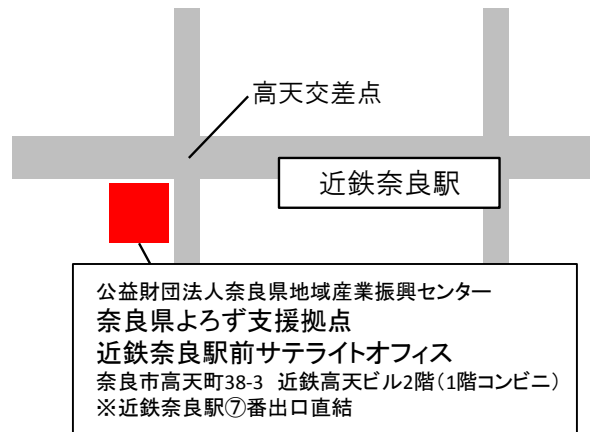 高天交差点
近鉄奈良駅
公益財団法人奈良県地域産業振興センター
奈良県よろず支援拠点
近鉄奈良駅前サテライトオフィス
奈良市高天町38-3 近鉄高天ビル2階(1階コンビニ)
※近鉄奈良駅⑦番出口直結